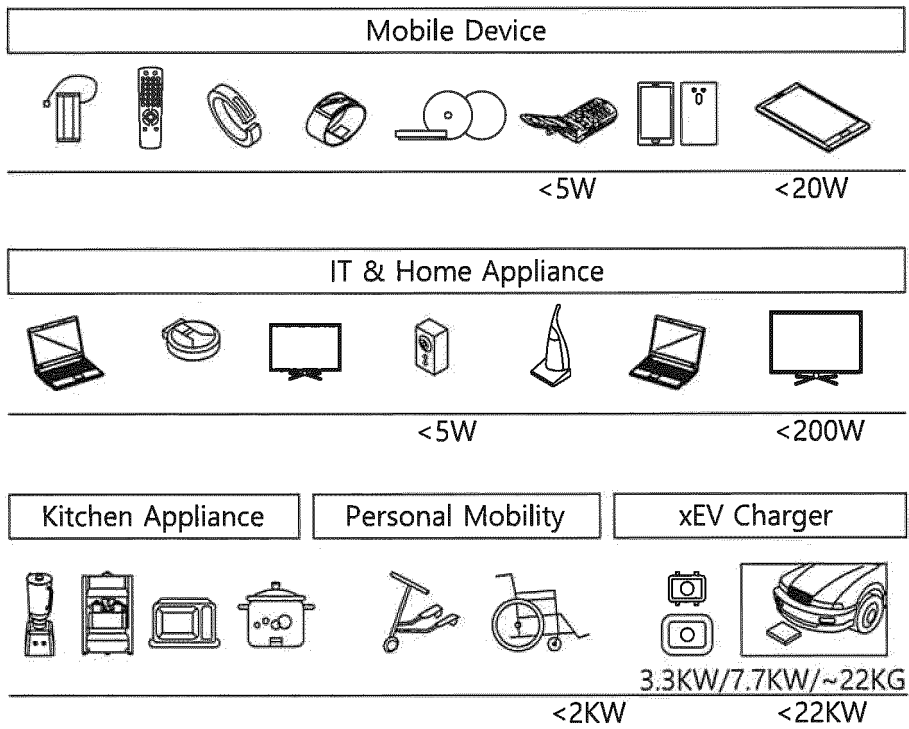 Mobile Device
<5W <20W
IT & Home Appliance
<5W <200W
Kitchen Appliance Personal Mobility xEV Charger
3.3KW/7.7KW/~22KG
<2KW <22KW